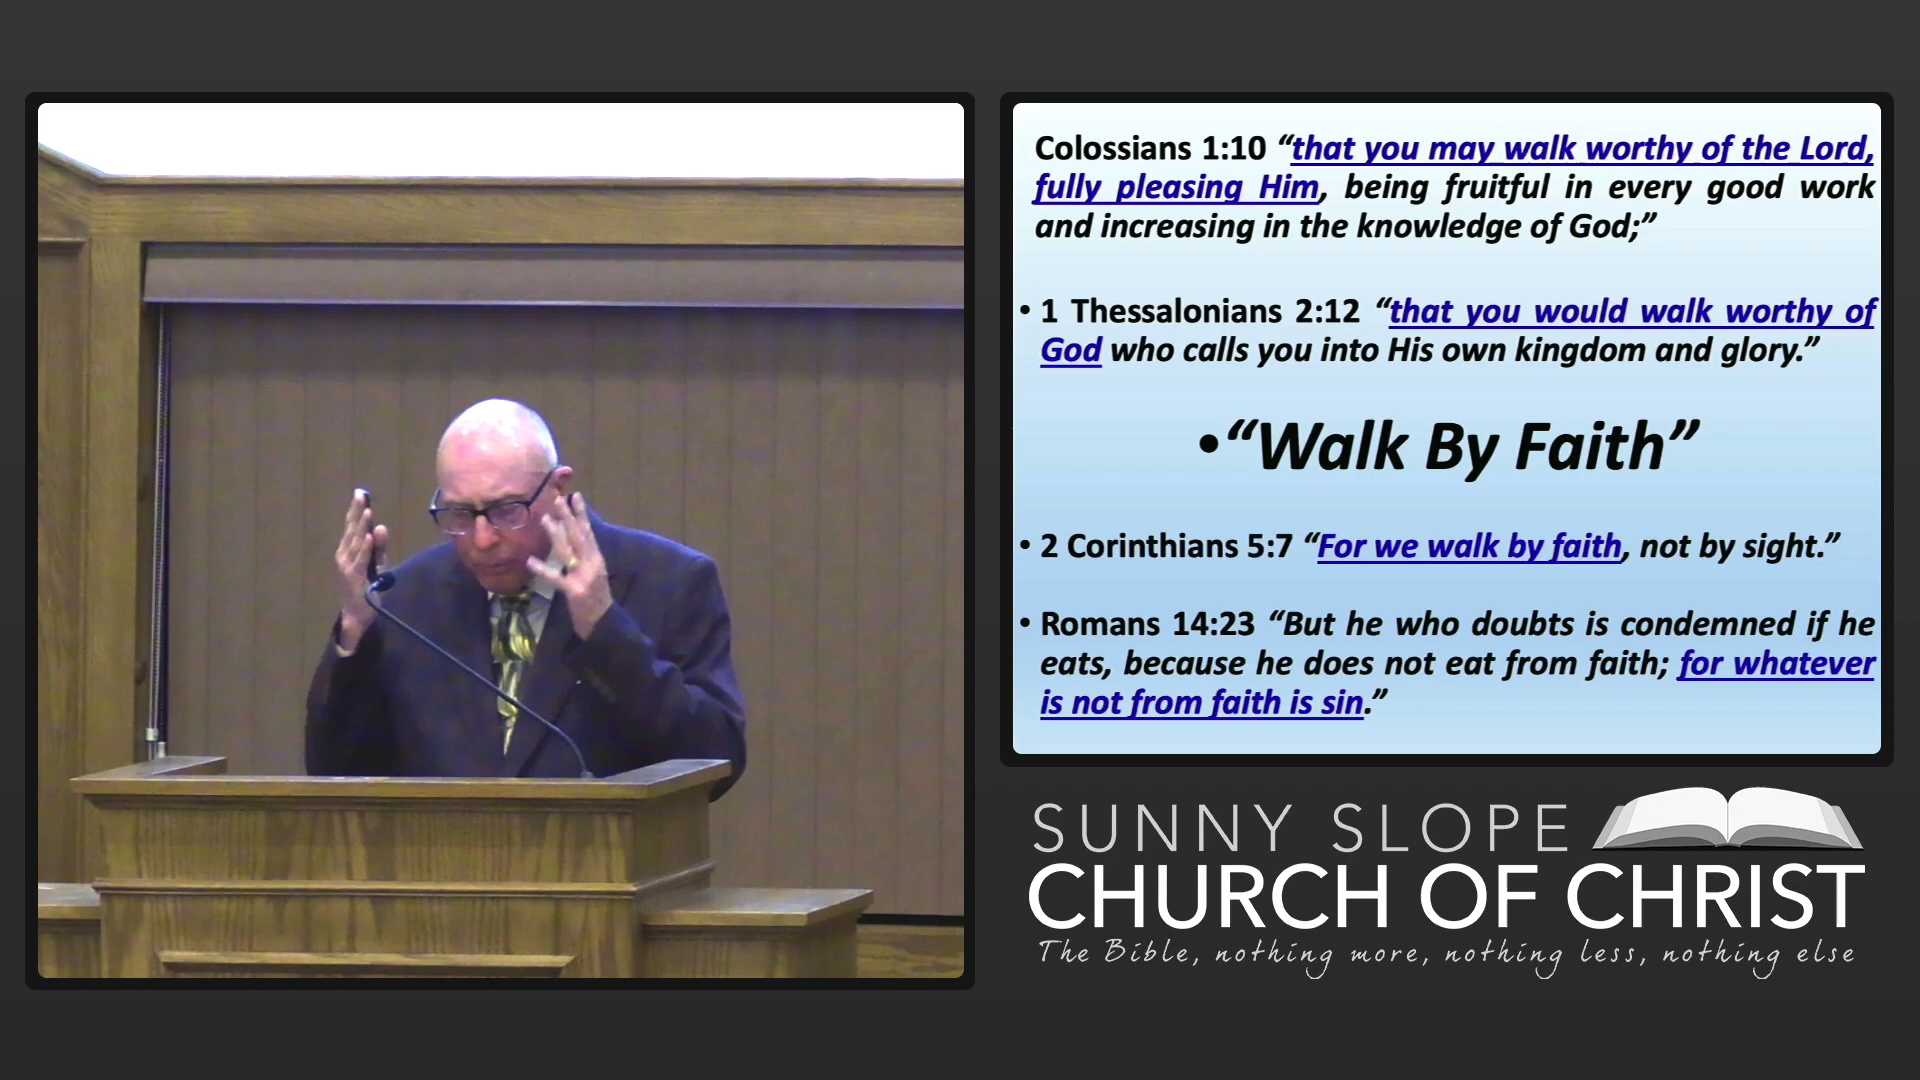 Colossians 1:10 “that you may walk worthy of the Lord,
fully pleasing Him, being fruitful in every good work
and increasing in the knowledge of God;”
• 1 Thessalonians 2:12 “that you would walk worthy of
God who calls you into His own kingdom and glory.”
•“Walk By Faith”
• 2 Corinthians 5:7 “For we walk by faith, not by sight.”
• Romans 14:23 “But he who doubts is condemned if he
eats, because he does not eat from faith; for whatever
is not from faith is sin.”
SUNNY SLOPE
CHURCH OF CHRIST
The Bible, nothing more, nothing less, nothing else